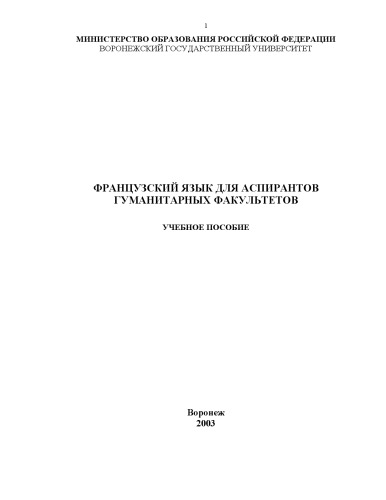 1
МИНИСТЕРСТВО ОБРАЗОВАНИЯ РОССИЙСКОЙ ФЕДЕРАЦИИ
ВОРОНЕЖСКИЙ ГОСУДАРСТВЕННЫЙ УНИВЕРСИТЕТ
ФРАНЦУЗСКИЙ ЯЗЫК ДЛЯ АСПИРАНТОВ
ГУМАНИТАРНЫХ ФАКУЛЬТЕТОВ
УЧЕБНОЕ ПОСОБИЕ
Воронеж
2003